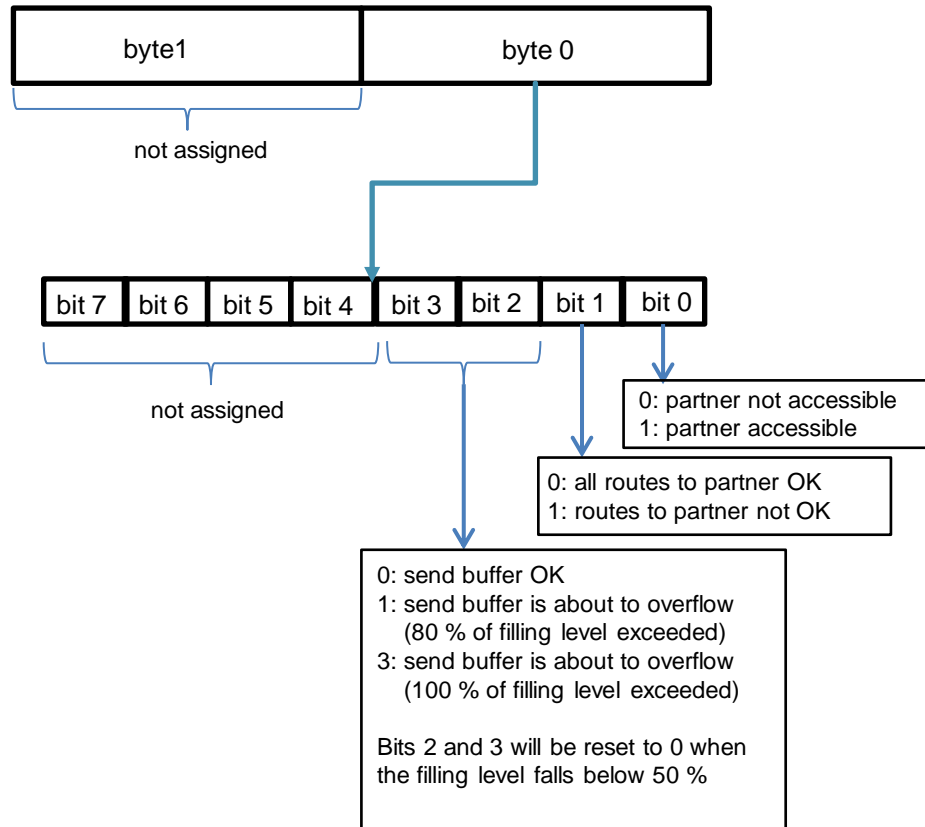 byte1
byte 0
not assigned
bit 7
bit 6
bit 5
bit 4
bit 3
bit 2
bit 1
bit 0
not assigned
0: partner not accessible
1: partner accessible
0: all routes to partner OK
1: routes to partner not OK
0: send buffer OK
1: send buffer is about to overflow
(80 % of filling level exceeded)
3: send buffer is about to overflow
(100 % of filling level exceeded)
Bits 2 and 3 will be reset to 0 when
the filling level falls below 50 %